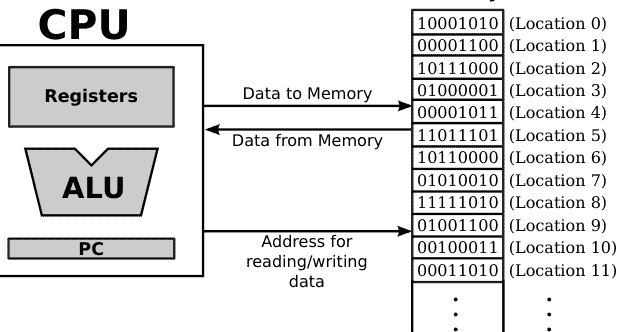 CPU
Registers
ALU
PC
Data to Memory
Data from Memory
Address for
reading/writing
data
10001010 (Location 0)
00001100 (Location 1)
10111000 (Location 2)
01000001 (Location 3)
00001011 (Location 4)
11011101 (Location 5)
10110000 (Location 6)
01010010 (Location 7)
11111010 (Location 8)
01001100 (Location 9)
00100011 (Location 10)
00011010 (Location 11)